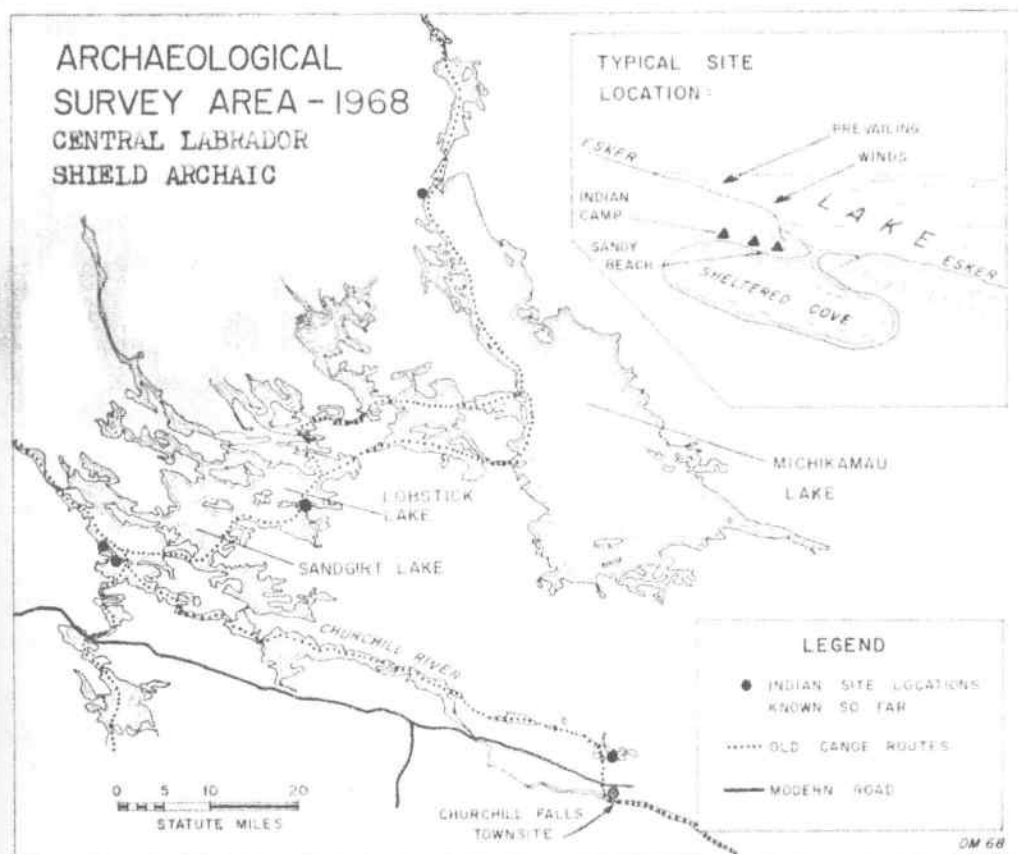 ARCHAEOLOGICAL
SURVEY AREA - 1968
CENTRAL LABRADOR
SHIELD ARCHAIC
TYPICAL SITE
LOCATION:
PREVAILING
WINDS
ESKER
INDIAN
CAMP
LAKE
SANDY
BEACH
ESKER
SHELTERED COVE
MICHIKAMAU
LAKE
LOBSTICK
LAKE
SANDGIRT LAKE
CHURCHILL RIVER
LEGEND
INDIAN SITE LOCATIONS
KNOWN SO FAR
OLD CANOE ROUTES
MODERN ROAD
0 5 10 20
STATUTE MILES
CHURCHILL FALLS
TOWNSITE
DM 68